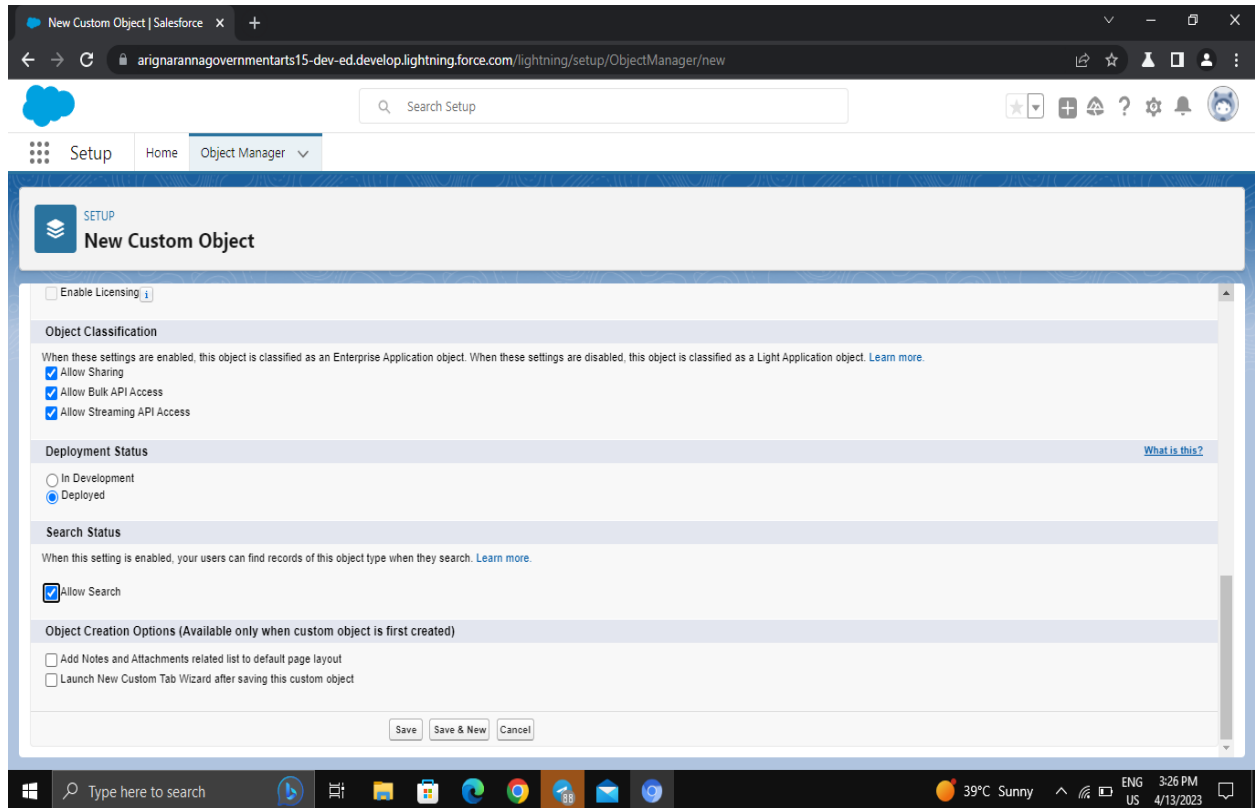 New Custom Object | Salesforce
arignarannagovernmentarts15-dev-ed.develop.lightning.force.com/lightning/setup/ObjectManager/new
Search Setup
Setup
Home
Object Manager
SETUP
New Custom Object
Enable Licensing i
Object Classification
When these settings are enabled, this object is classified as an Enterprise Application object. When these settings are disabled, this object is classified as a Light Application object. Learn more.
Allow Sharing
Allow Bulk API Access
Allow Streaming API Access
Deployment Status
What is this?
In Development
Deployed
Search Status
When this setting is enabled, your users can find records of this object type when they search. Learn more.
Allow Search
Object Creation Options (Available only when custom object is first created)
Add Notes and Attachments related list to default page layout
Launch New Custom Tab Wizard after saving this custom object
Save
Save & New
Cancel
Type here to search
88
39°C Sunny
ENG
US
3:26 PM
4/13/2023